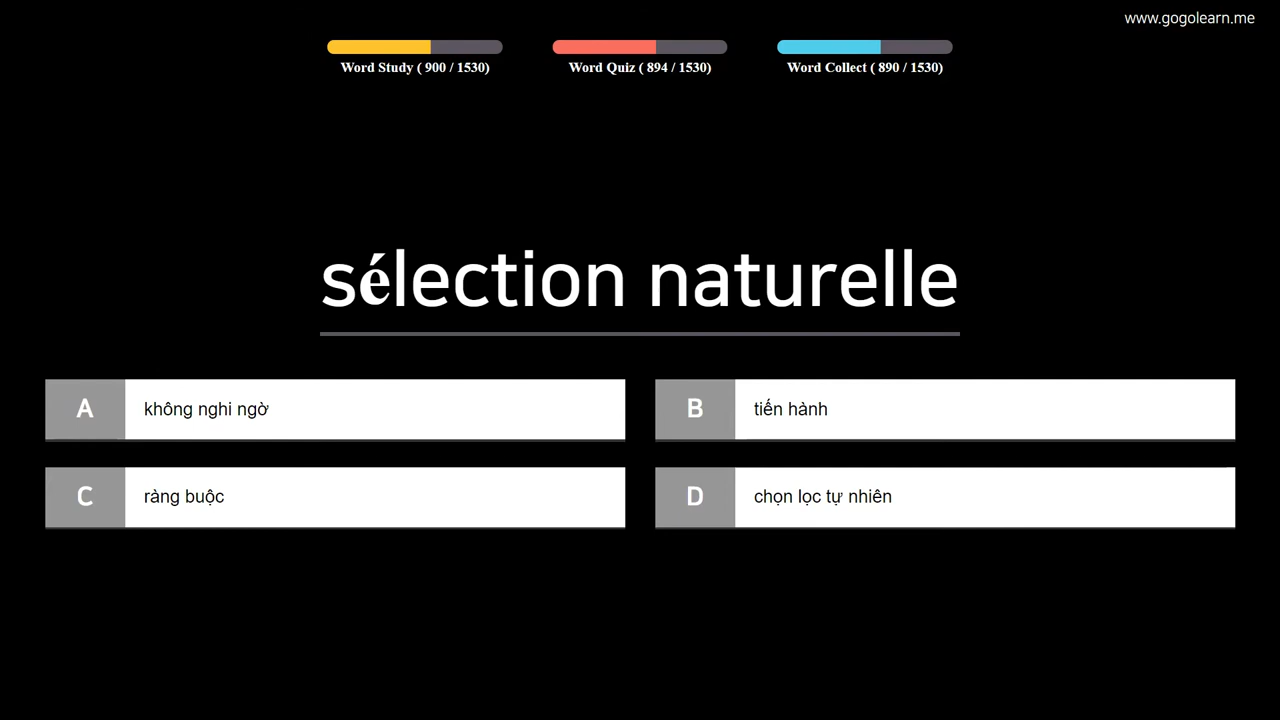 www.gogolearn.me
Word Study ( 900 / 1530)
Word Quiz ( 894 / 1530)
Word Collect ( 890 / 1530)
sélection naturelle
A không nghi ngờ
B tiến hành
C ràng buộc
D chọn lọc tự nhiên